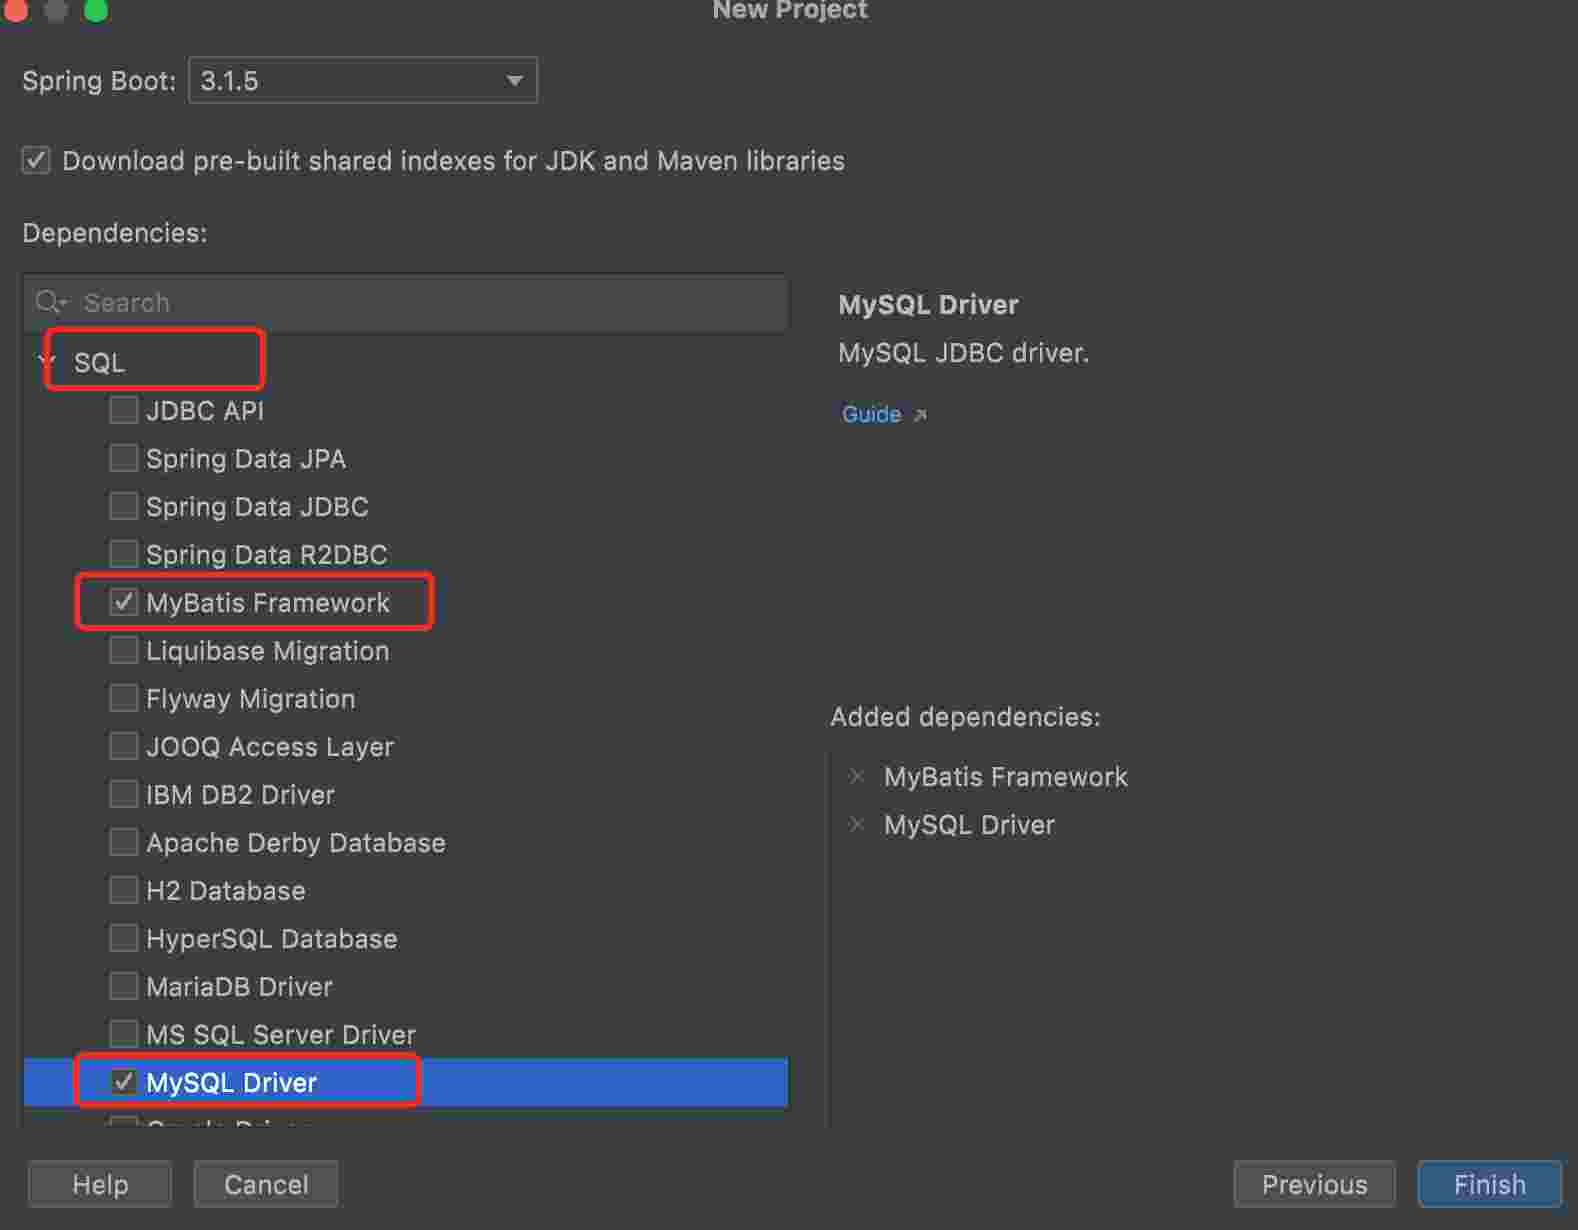 New Project
Spring Boot: 3.1.5
Download pre-built shared indexes for JDK and Maven libraries
Dependencies:
Search
SQL
JDBC API
Spring Data JPA
Spring Data JDBC
Spring Data R2DBC
MyBatis Framework
Liquibase Migration
Flyway Migration
JOOQ Access Layer
IBM DB2 Driver
Apache Derby Database
H2 Database
HyperSQL Database
MariaDB Driver
MS SQL Server Driver
MySQL Driver
MySQL Driver
MySQL JDBC driver.
Guide
Added dependencies:
MyBatis Framework
MySQL Driver
Help
Cancel
Previous
Finish